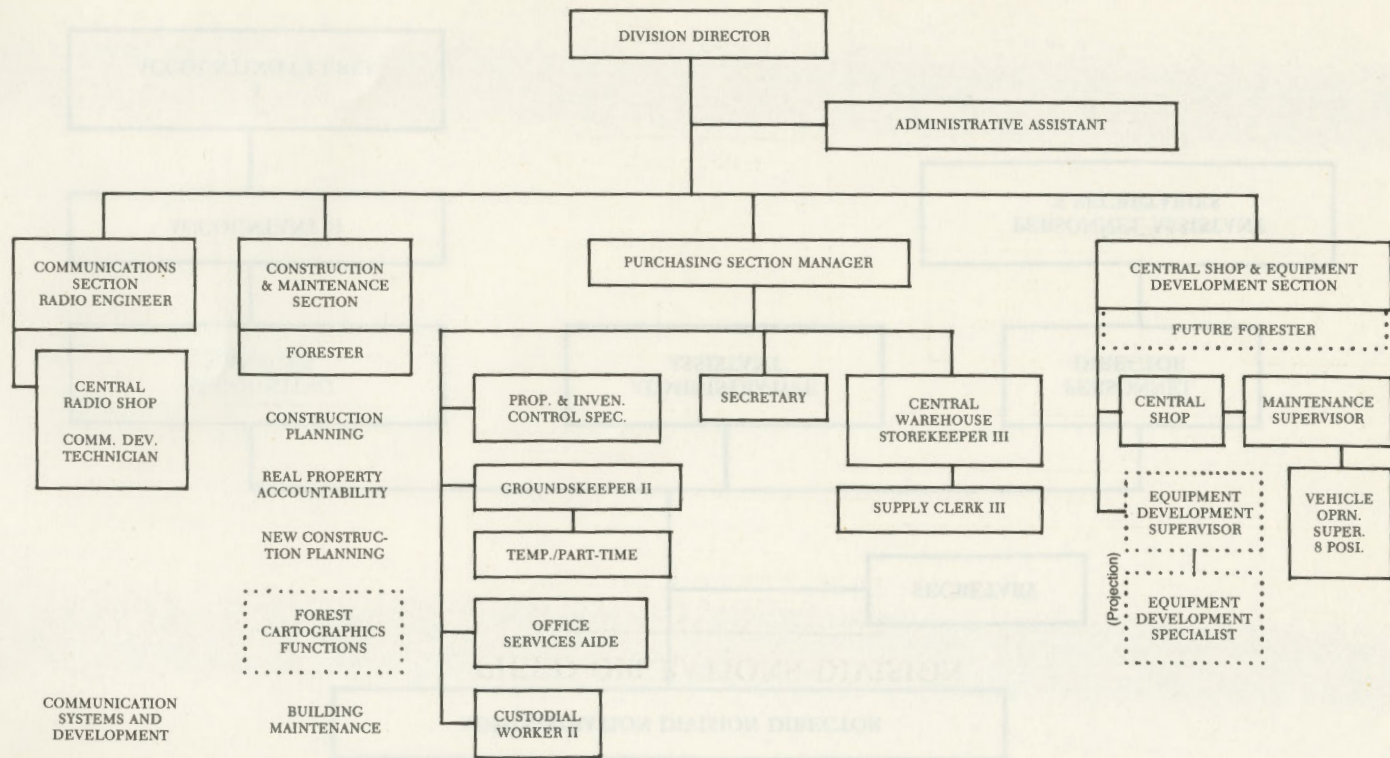 DIVISION DIRECTOR
ADMINISTRATIVE ASSISTANT
COMMUNICATIONS
SECTION
RADIO ENGINEER
CONSTRUCTION
& MAINTENANCE
SECTION
FORESTER
PURCHASING SECTION MANAGER
CENTRAL SHOP & EQUIPMENT
DEVELOPMENT SECTION
FUTURE FORESTER
CENTRAL
RADIO SHOP
COMM. DEV.
TECHNICIAN
CONSTRUCTION
PLANNING
REAL PROPERTY
ACCOUNTABILITY
NEW CONSTRUC-
TION PLANNING
FOREST
CARTOGRAPHICS
FUNCTIONS
BUILDING
MAINTENANCE
COMMUNICATION
SYSTEMS AND
DEVELOPMENT
PROP. & INVEN.
CONTROL SPEC.
GROUNDSKEEPER II
TEMP./PART-TIME
OFFICE
SERVICES AIDE
CUSTODIAL
WORKER II
SECRETARY
CENTRAL
WAREHOUSE
STOREKEEPER III
SUPPLY CLERK III
CENTRAL
SHOP
MAINTENANCE
SUPERVISOR
EQUIPMENT
DEVELOPMENT
SUPERVISOR
(Projection)
EQUIPMENT
DEVELOPMENT
SPECIALIST
VEHICLE
OPRN.
SUPER.
8 POSI.